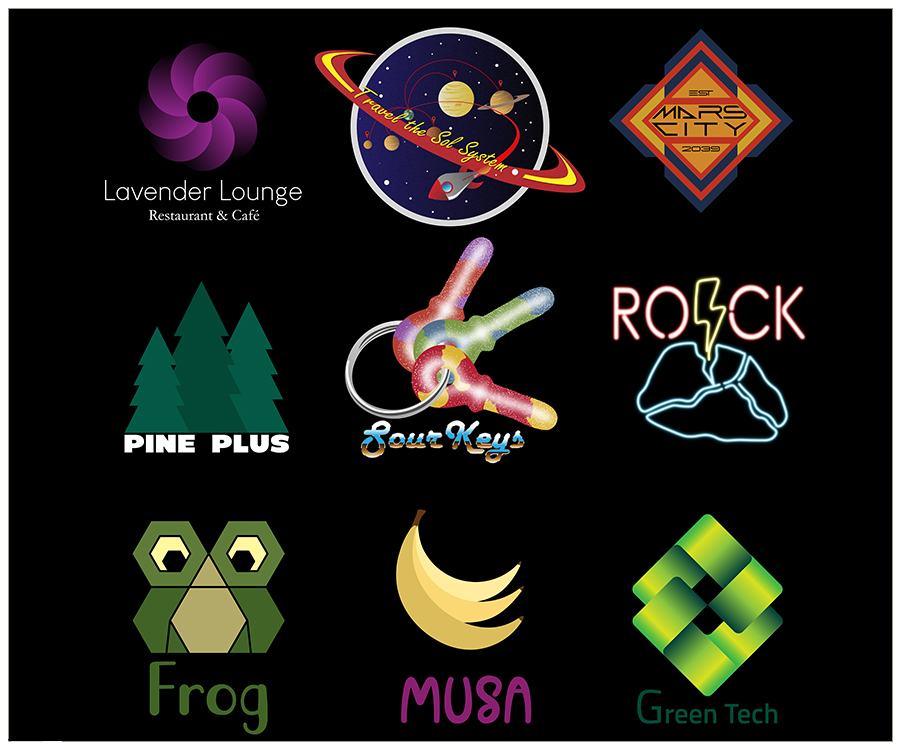 Lavender Lounge
Restaurant & Café
Travel the Sol System
EST
MARS
CITY
2039
PINE PLUS
Sour Keys
ROCK
Frog
MUSA
Green Tech